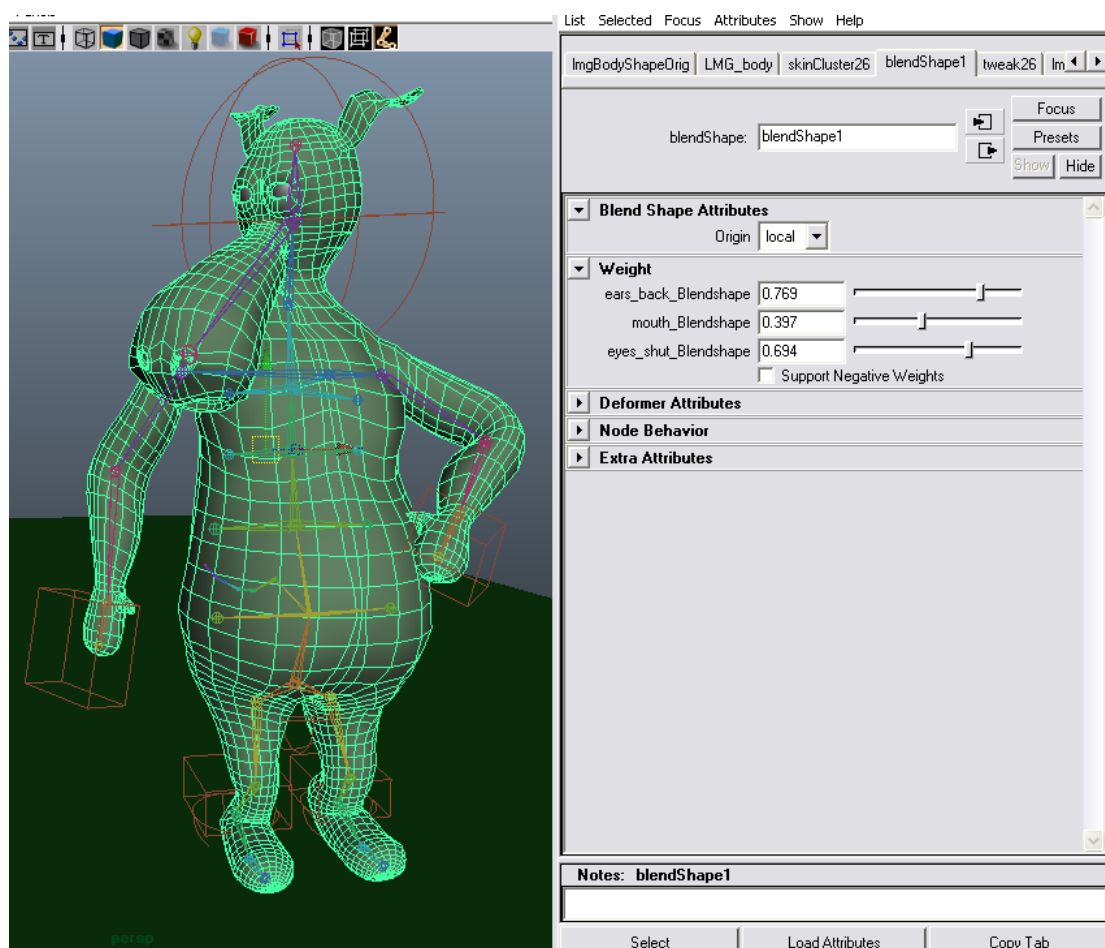 List Selected Focus Attributes Show Help
lmgBodyShapeOrig LMG_body skinCluster26 blendShape1 tweak26 lm
blendShape: blendShape1
Focus
Presets
Show Hide
Blend Shape Attributes
Origin local
Weight
ears_back_Blendshape 0.769
mouth_Blendshape 0.397
eyes_shut_Blendshape 0.694
Support Negative Weights
Deformer Attributes
Node Behavior
Extra Attributes
Notes: blendShape1
Select Load Attributes Copy Tab
persp